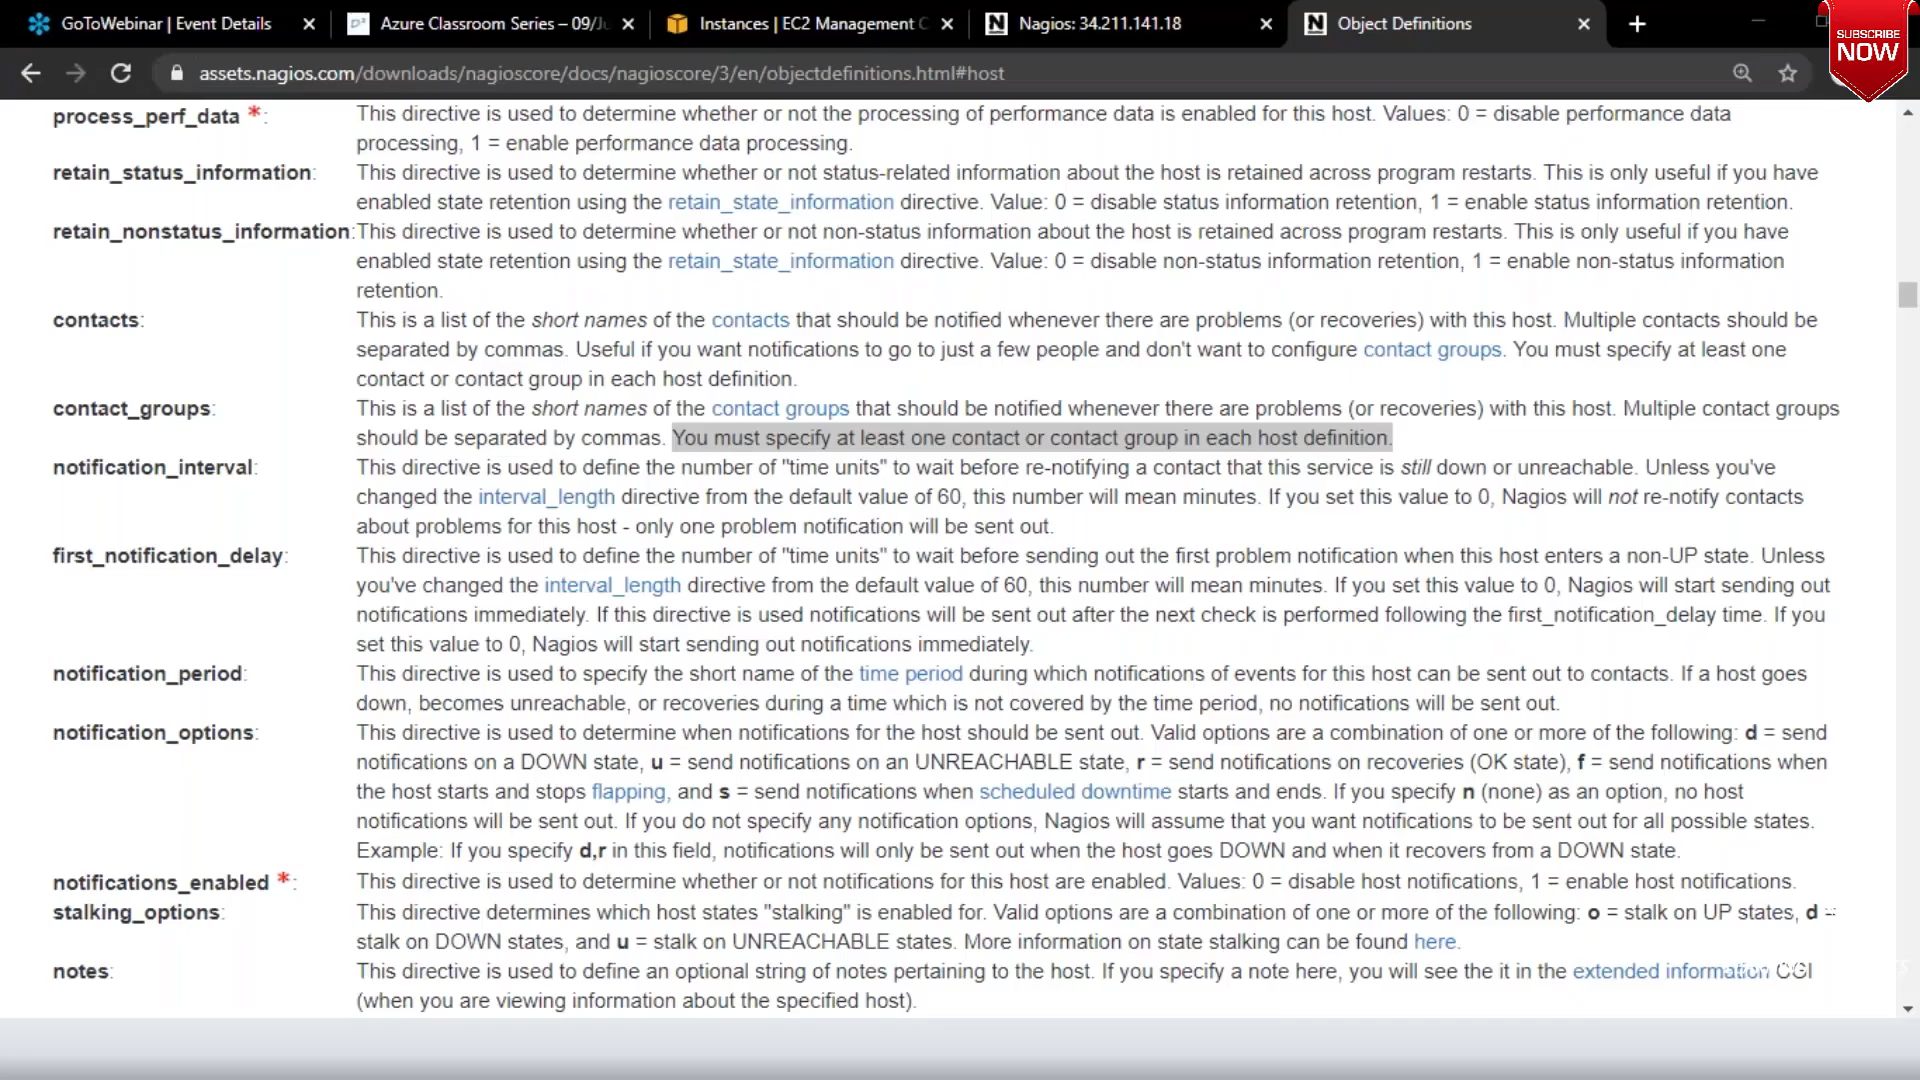 GoToWebinar | Event Details
Azure Classroom Series – 09/Ju
Instances | EC2 Management C
Nagios: 34.211.141.18
Object Definitions
SUBSCRIBE
NOW
assets.nagios.com/downloads/nagioscore/docs/nagioscore/3/en/objectdefinitions.html#host
process_perf_data *: This directive is used to determine whether or not the processing of performance data is enabled for this host. Values: 0 = disable performance data
processing, 1 = enable performance data processing.
retain_status_information: This directive is used to determine whether or not status-related information about the host is retained across program restarts. This is only useful if you have
enabled state retention using the retain_state_information directive. Value: 0 = disable status information retention, 1 = enable status information retention.
retain_nonstatus_information: This directive is used to determine whether or not non-status information about the host is retained across program restarts. This is only useful if you have
enabled state retention using the retain_state_information directive. Value: 0 = disable non-status information retention, 1 = enable non-status information
retention.
contacts: This is a list of the short names of the contacts that should be notified whenever there are problems (or recoveries) with this host. Multiple contacts should be
separated by commas. Useful if you want notifications to go to just a few people and don't want to configure contact groups. You must specify at least one
contact or contact group in each host definition.
contact_groups: This is a list of the short names of the contact groups that should be notified whenever there are problems (or recoveries) with this host. Multiple contact groups
should be separated by commas. You must specify at least one contact or contact group in each host definition.
notification_interval: This directive is used to define the number of "time units" to wait before re-notifying a contact that this service is still down or unreachable. Unless you've
changed the interval_length directive from the default value of 60, this number will mean minutes. If you set this value to 0, Nagios will not re-notify contacts
about problems for this host - only one problem notification will be sent out.
first_notification_delay: This directive is used to define the number of "time units" to wait before sending out the first problem notification when this host enters a non-UP state. Unless
you've changed the interval_length directive from the default value of 60, this number will mean minutes. If you set this value to 0, Nagios will start sending out
notifications immediately. If this directive is used notifications will be sent out after the next check is performed following the first_notification_delay time. If you
set this value to 0, Nagios will start sending out notifications immediately.
notification_period: This directive is used to specify the short name of the time period during which notifications of events for this host can be sent out to contacts. If a host goes
down, becomes unreachable, or recoveries during a time which is not covered by the time period, no notifications will be sent out.
notification_options: This directive is used to determine when notifications for the host should be sent out. Valid options are a combination of one or more of the following: d = send
notifications on a DOWN state, u = send notifications on an UNREACHABLE state, r = send notifications on recoveries (OK state), f = send notifications when
the host starts and stops flapping, and s = send notifications when scheduled downtime starts and ends. If you specify n (none) as an option, no host
notifications will be sent out. If you do not specify any notification options, Nagios will assume that you want notifications to be sent out for all possible states.
Example: If you specify d,r in this field, notifications will only be sent out when the host goes DOWN and when it recovers from a DOWN state.
notifications_enabled *: This directive is used to determine whether or not notifications for this host are enabled. Values: 0 = disable host notifications, 1 = enable host notifications.
stalking_options: This directive determines which host states "stalking" is enabled for. Valid options are a combination of one or more of the following: o = stalk on UP states, d =
stalk on DOWN states, and u = stalk on UNREACHABLE states. More information on state stalking can be found here.
notes: This directive is used to define an optional string of notes pertaining to the host. If you specify a note here, you will see the it in the extended information CGI
(when you are viewing information about the specified host).